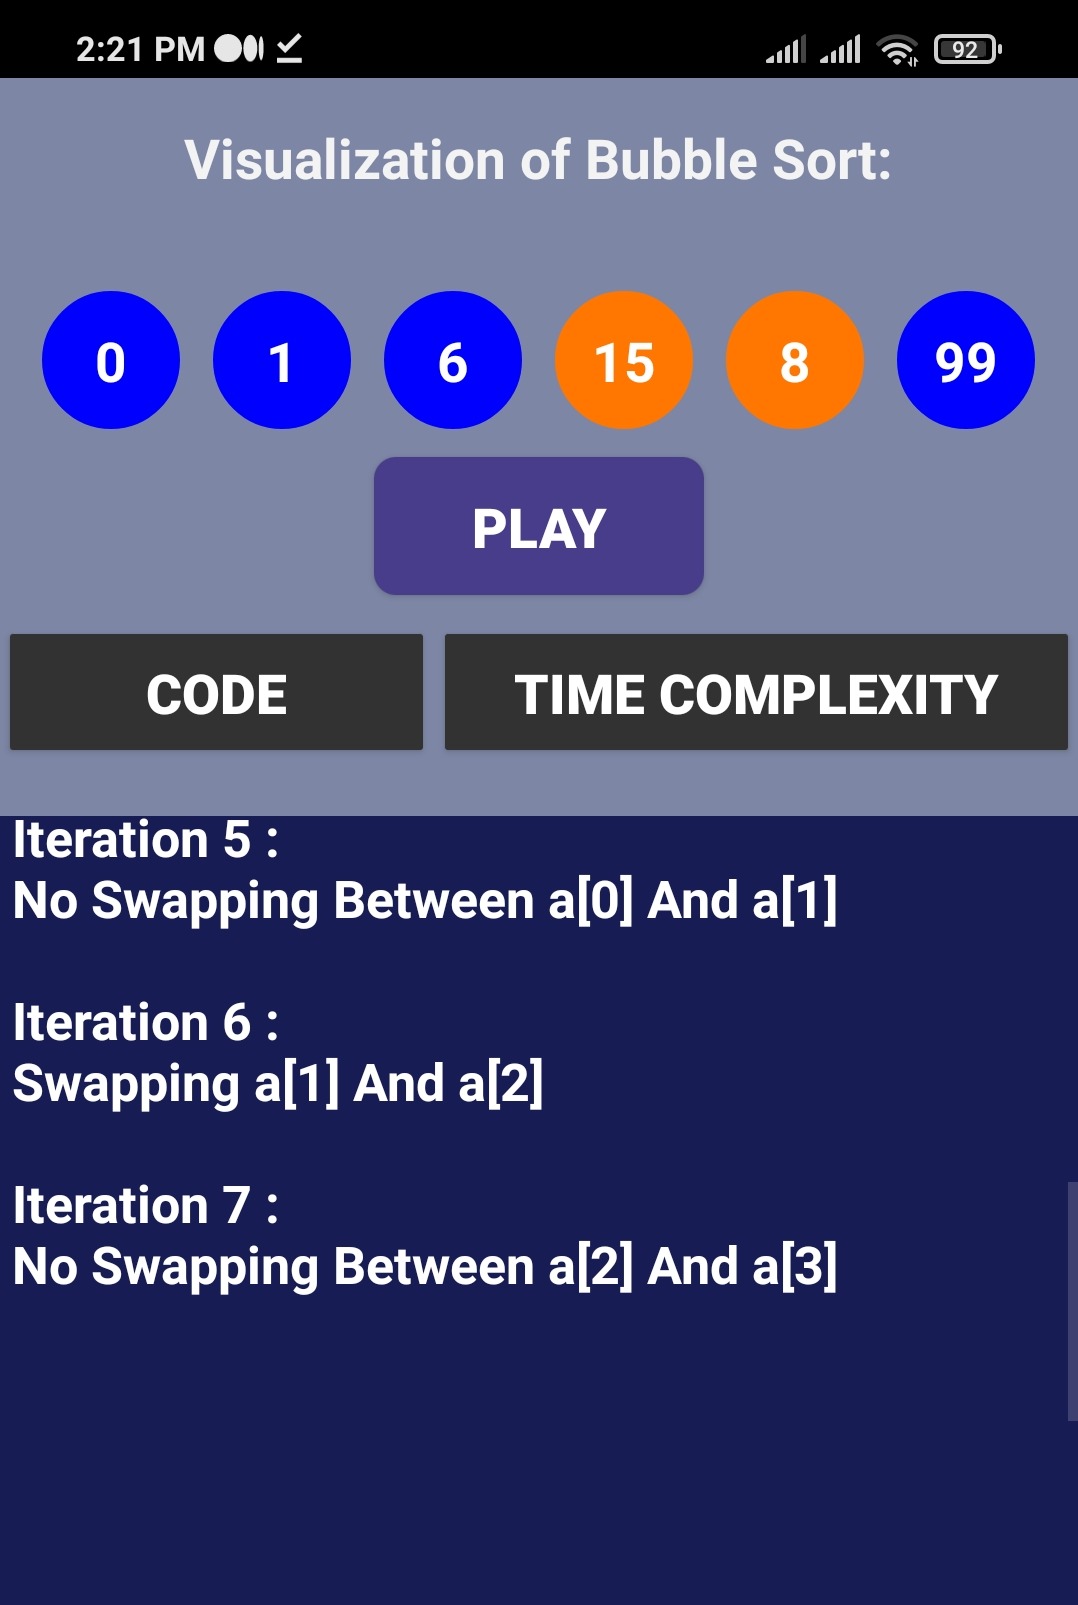 2:21 PM
92
Visualization of Bubble Sort:
0 1 6 15 8 99
PLAY
CODE TIME COMPLEXITY
Iteration 5 :
No Swapping Between a[0] And a[1]
Iteration 6 :
Swapping a[1] And a[2]
Iteration 7 :
No Swapping Between a[2] And a[3]